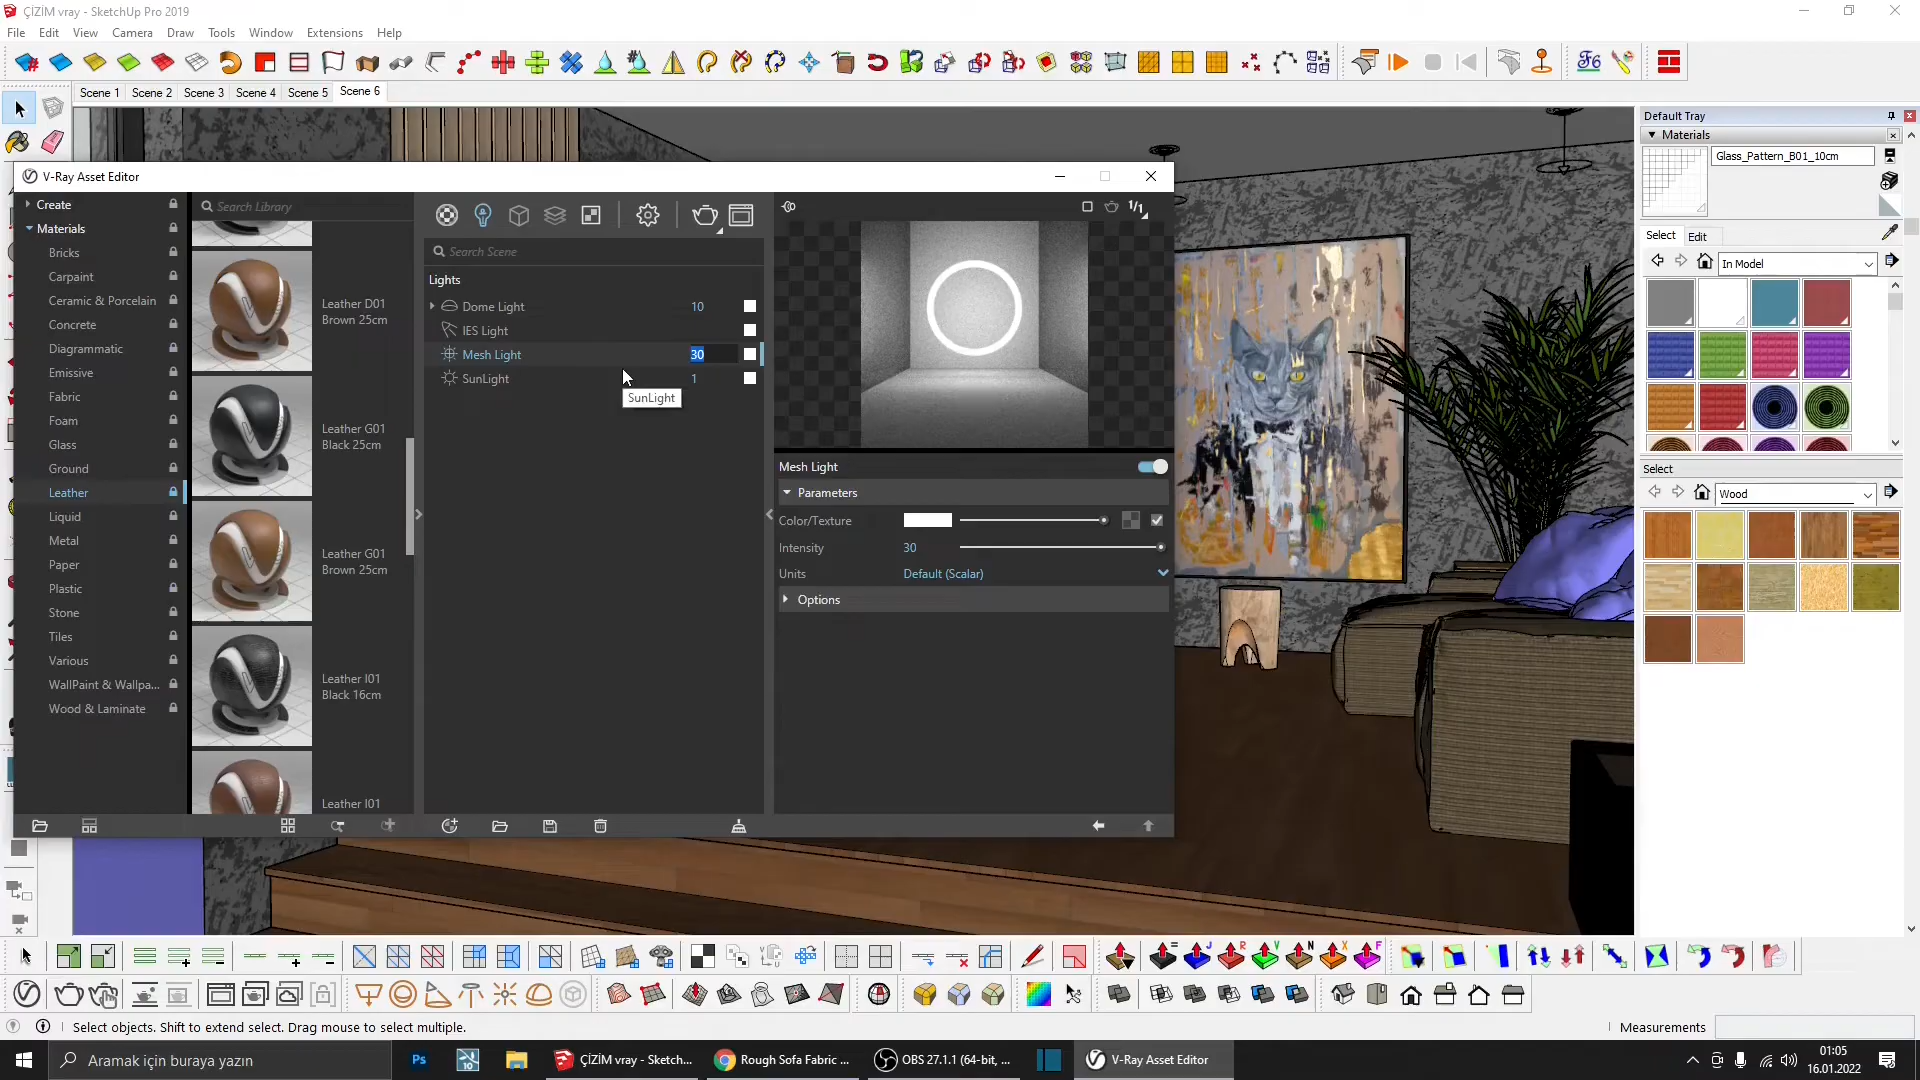 ÇİZİM vray - SketchUp Pro 2019
File Edit View Camera Draw Tools Window Extensions Help
Scene 1 Scene 2 Scene 3 Scene 4 Scene 5 Scene 6
V-Ray Asset Editor
Create
Materials
Bricks
Carpaint
Ceramic & Porcelain
Concrete
Diagrammatic
Emissive
Fabric
Foam
Glass
Ground
Leather
Liquid
Metal
Paper
Plastic
Stone
Tiles
Various
WallPaint & Wallpa...
Wood & Laminate
Search Library
Leather D01
Brown 25cm
Leather G01
Black 25cm
Leather G01
Brown 25cm
Leather I01
Black 16cm
Leather I01
Search Scene
Lights
Dome Light 10
IES Light
Mesh Light 30
SunLight 1
SunLight
1/1
Mesh Light
Parameters
Color/Texture
Intensity 30
Units Default (Scalar)
Options
Default Tray
Materials
Glass_Pattern_B01_10cm
Select Edit
In Model
Select
Wood
Select objects. Shift to extend select. Drag mouse to select multiple.
Measurements
Aramak için buraya yazın
Ps
10
ÇİZİM vray - Sketch...
Rough Sofa Fabric ...
OBS 27.1.1 (64-bit, ...
V-Ray Asset Editor
01:05
16.01.2022